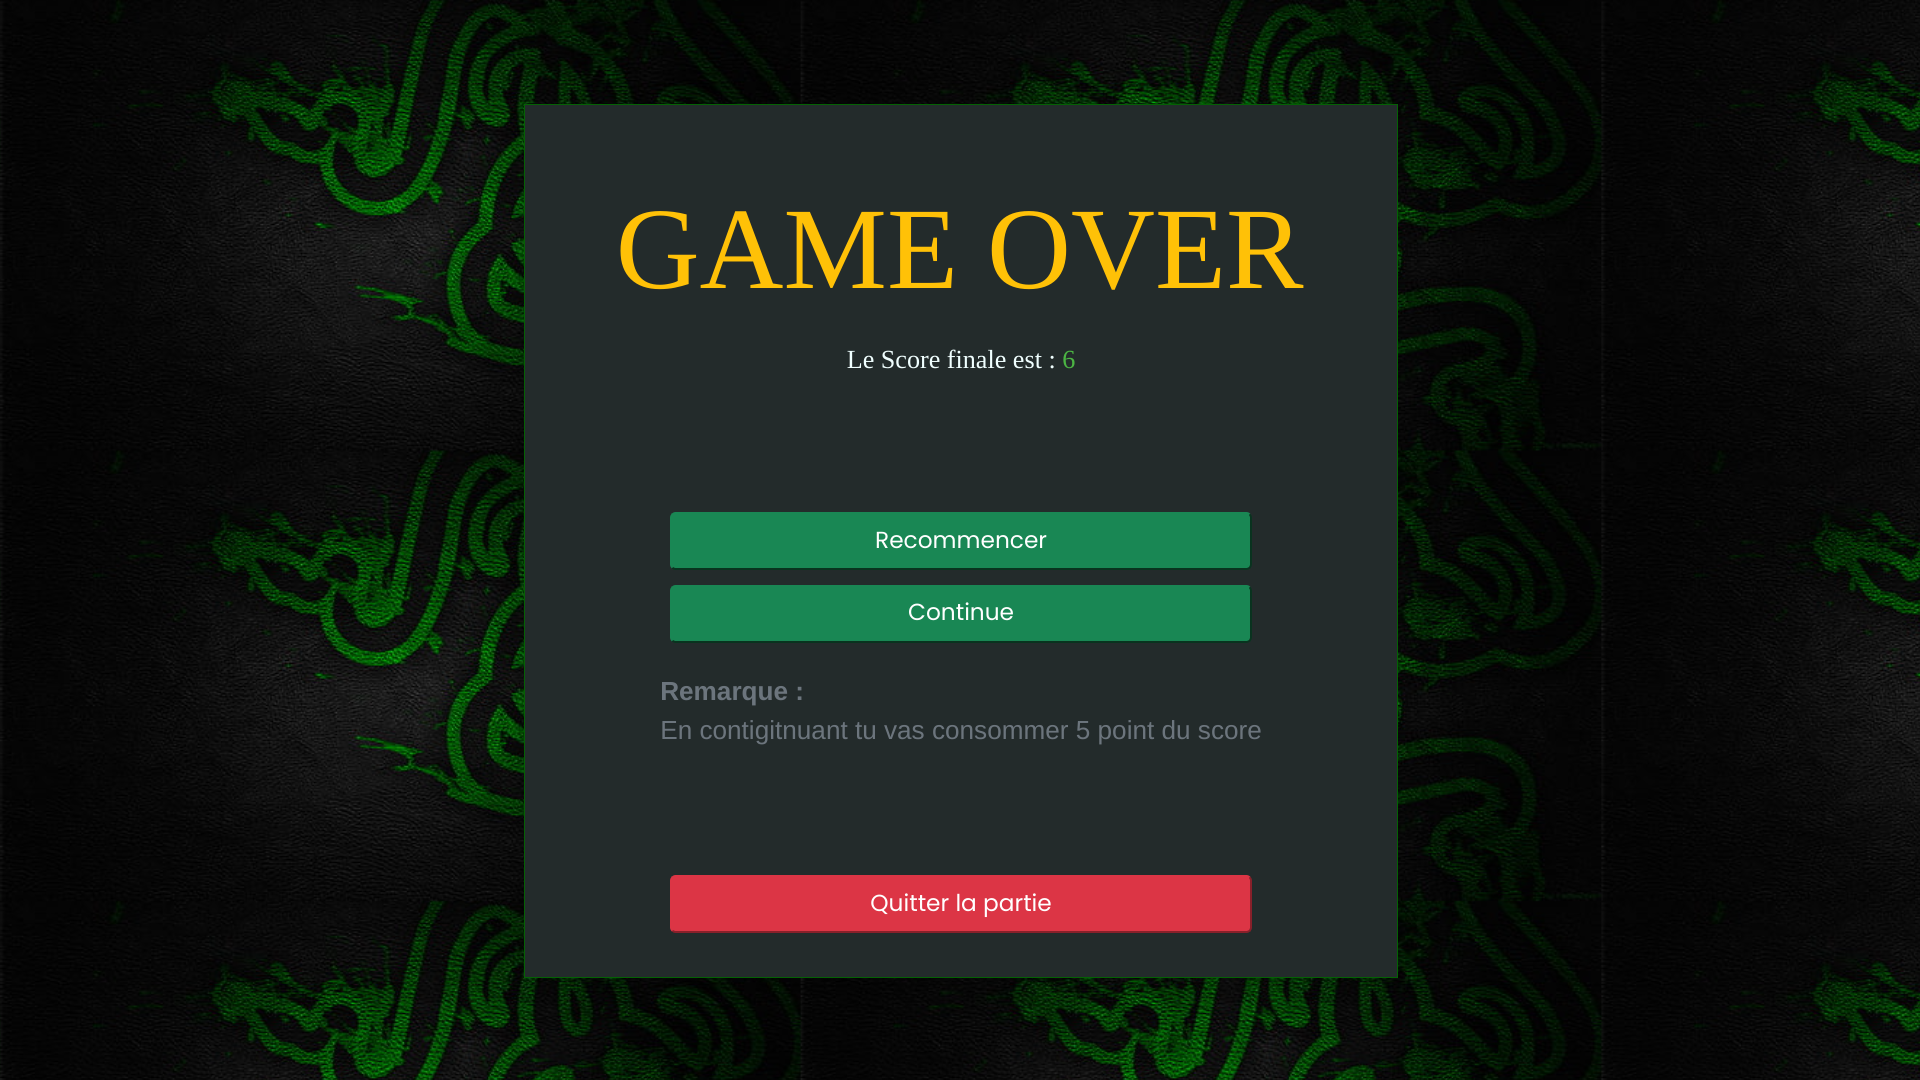 GAME OVER
Le Score finale est : 6
Recommencer
Continue
Remarque :
En contigitnuant tu vas consommer 5 point du score
Quitter la partie